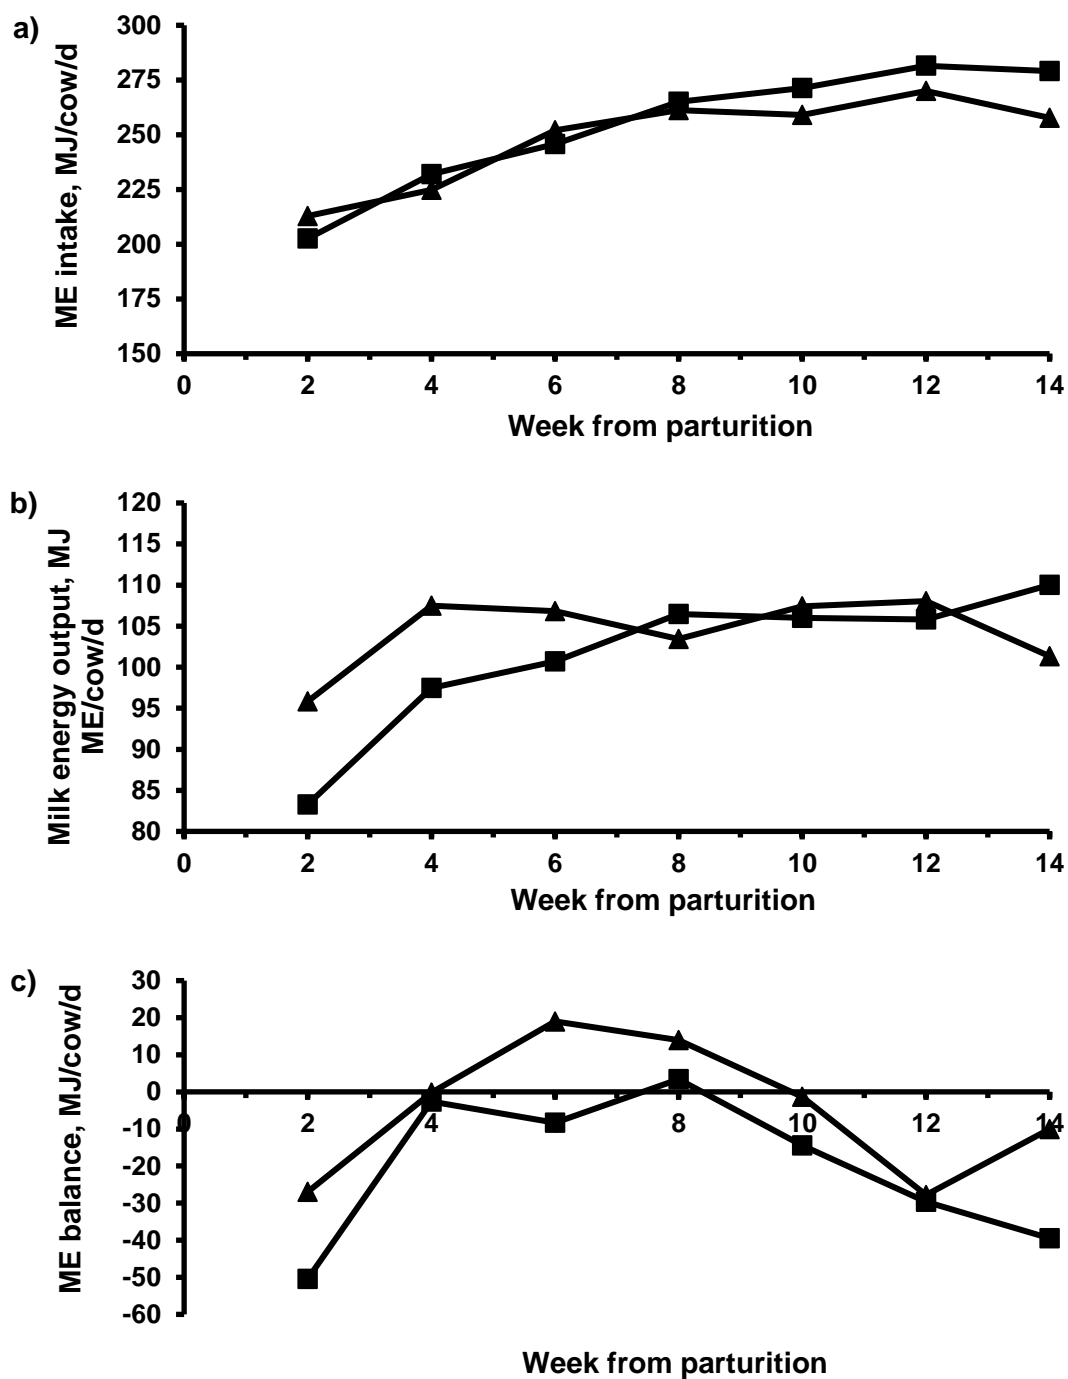 a)
ME intake, MJ/cow/d
300
275
250
225
200
175
150
0 2 4 6 8 10 12 14
Week from parturition
b)
Milk energy output, MJ
ME/cow/d
120
115
110
105
100
95
90
85
80
0 2 4 6 8 10 12 14
Week from parturition
c)
ME balance, MJ/cow/d
30
20
10
0
-10
-20
-30
-40
-50
-60
0 2 4 6 8 10 12 14
Week from parturition